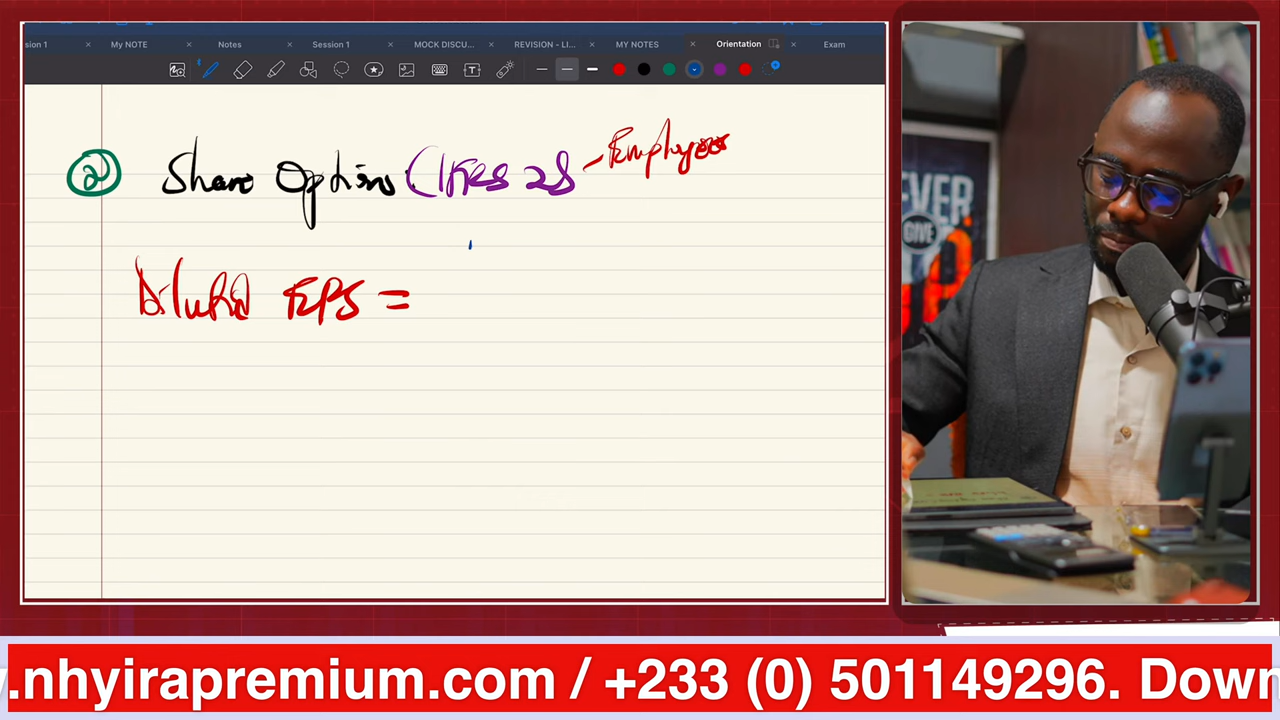 sion 1 My NOTE Notes Session 1 MOCK DISCU... REVISION - LI... MY NOTES Orientation Exam
2 Share Options (IFRS 2) - Employees
Diluted EPS =
EVER
GIVE
.nhyirapremium.com / +233 (0) 501149296. Down